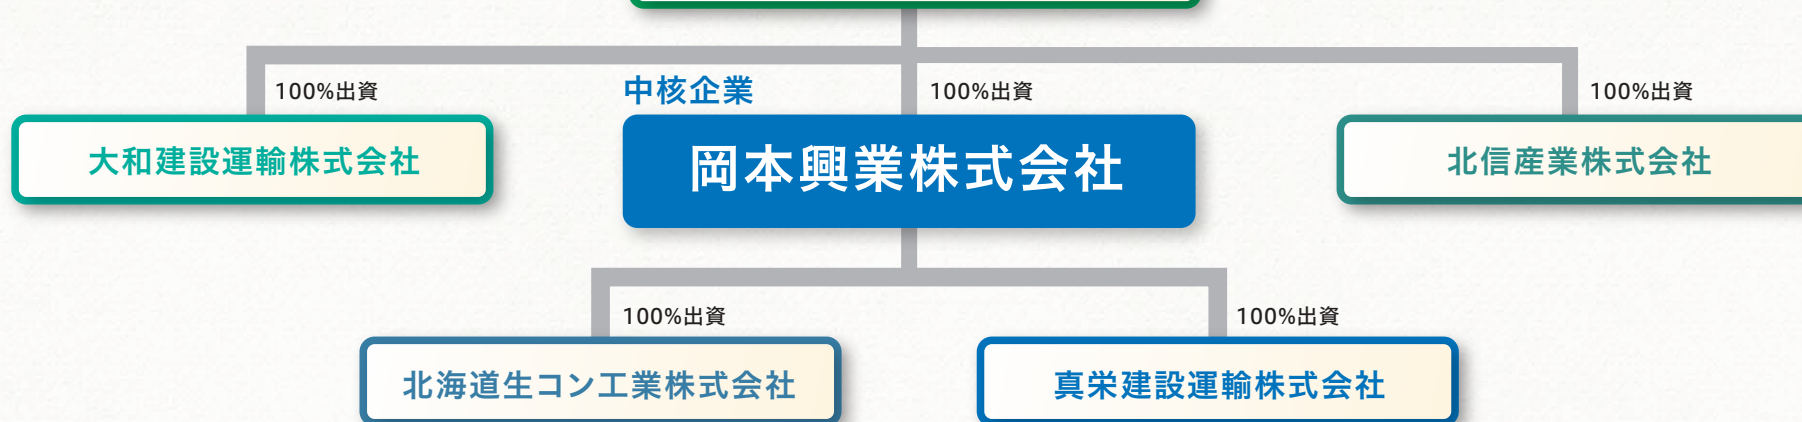 100%出資
中核企業
100%出資
100%出資
大和建設運輸株式会社
岡本興業株式会社
北信産業株式会社
100%出資
100%出資
北海道生コン工業株式会社
真栄建設運輸株式会社